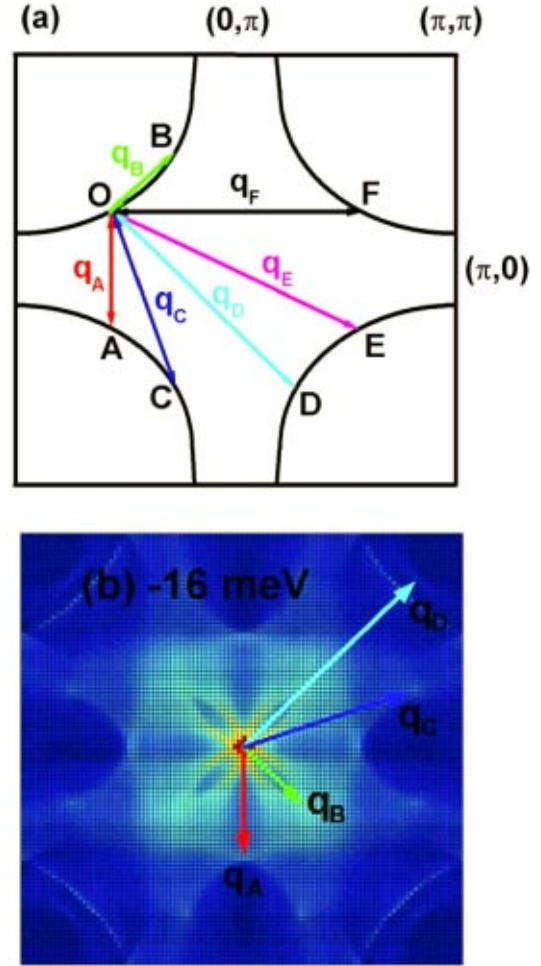 (a) (0,π) (π,π)
B
q_B
O
q_F
F
(π,0)
q_A
q_C
q_D
q_E
A
C
D
E
(b) -16 meV
q_D
q_C
q_B
q_A